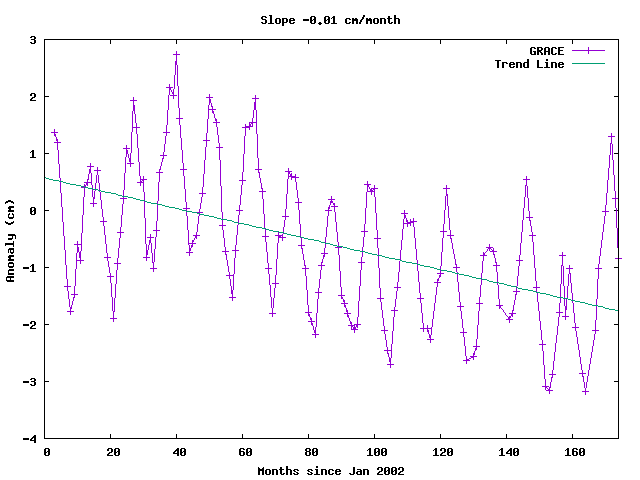 Slope -0.01 cm/month
GRACE
Trend Line
3
2
1
0
-1
-2
-3
-4
Anomaly (cm)
0 20 40 60 80 100 120 140 160
Months since Jan 2002